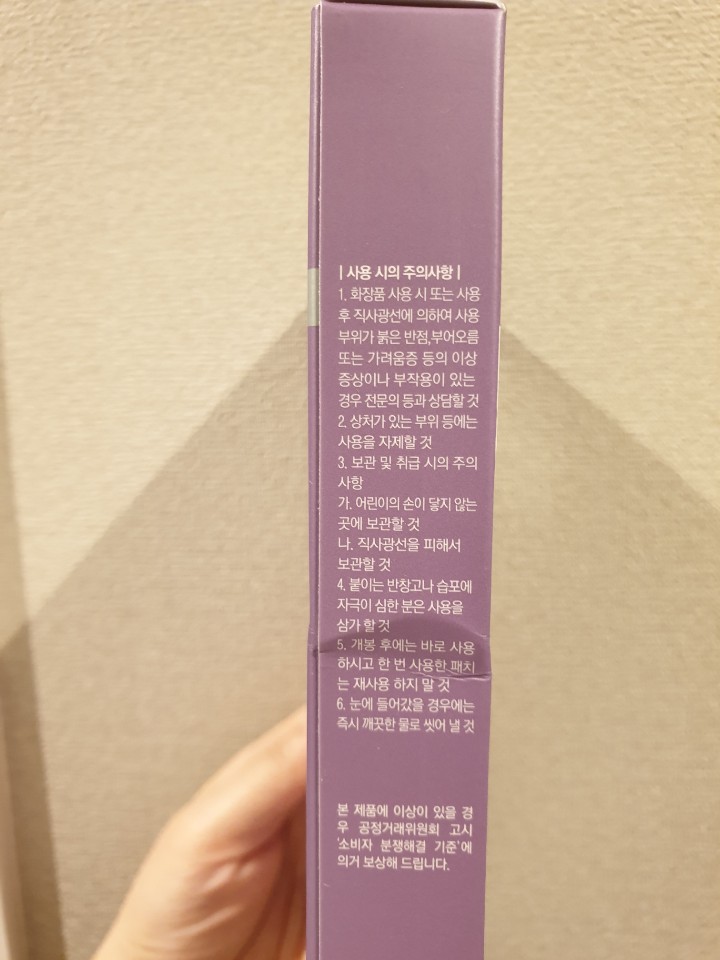 | 사용 시의 주의사항 |
1. 화장품 사용 시 또는 사용
후 직사광선에 의하여 사용
부위가 붉은 반점,부어오름
또는 가려움증 등의 이상
증상이나 부작용이 있는
경우 전문의 등과 상담할 것
2. 상처가 있는 부위 등에는
사용을 자제할 것
3. 보관 및 취급 시의 주의
사항
가. 어린이의 손이 닿지 않는
곳에 보관할 것
나. 직사광선을 피해서
보관할 것
4. 붙이는 반창고나 습포에
자극이 심한 분은 사용을
삼가 할 것
5. 개봉 후에는 바로 사용
하시고 한 번 사용한 패치
는 재사용 하지 말 것
6. 눈에 들어갔을 경우에는
즉시 깨끗한 물로 씻어 낼 것
본 제품에 이상이 있을 경
우 공정거래위원회 고시
'소비자 분쟁해결 기준'에
의거 보상해 드립니다.